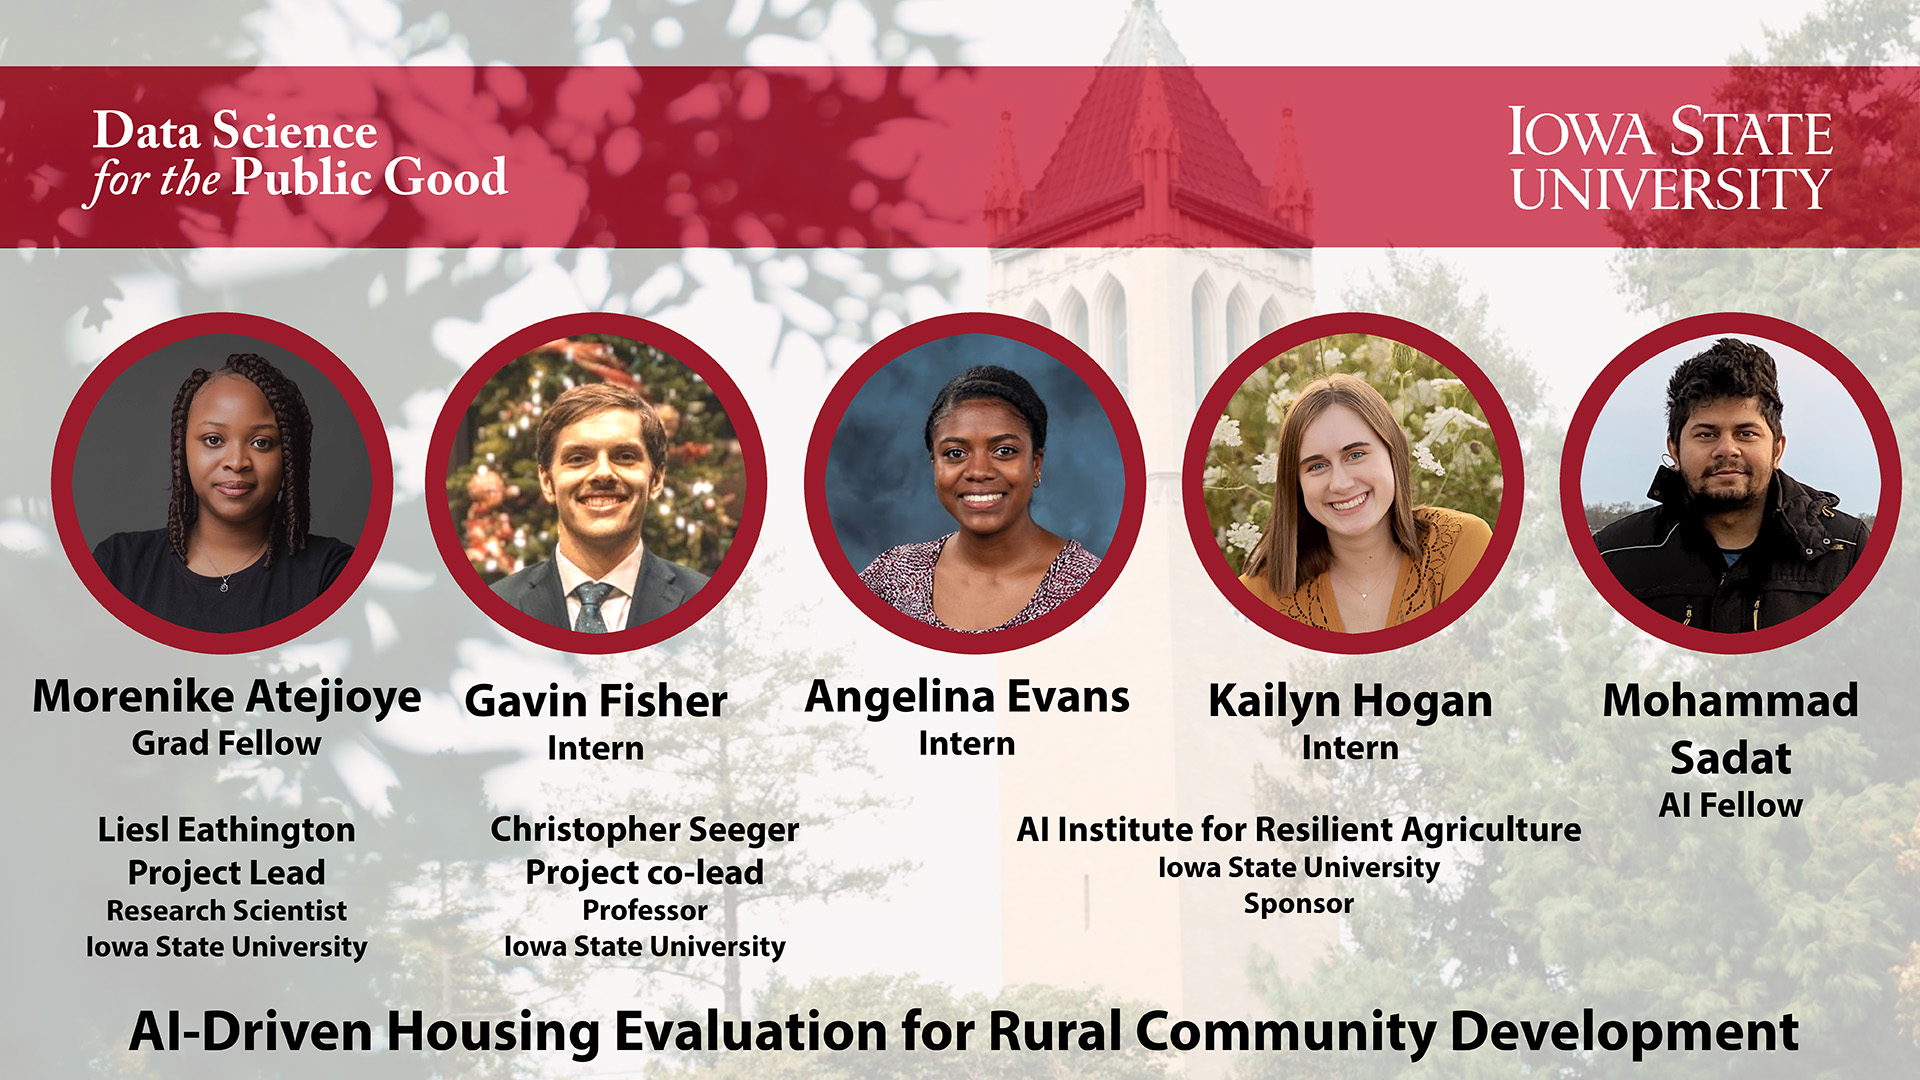 Data Science
for the Public Good
IOWA STATE
UNIVERSITY
Morenike Atejioye
Grad Fellow
Gavin Fisher
Intern
Angelina Evans
Intern
Kailyn Hogan
Intern
Mohammad
Sadat
AI Fellow
Liesl Eathington
Project Lead
Research Scientist
Iowa State University
Christopher Seeger
Project co-lead
Professor
Iowa State University
AI Institute for Resilient Agriculture
Iowa State University
Sponsor
AI-Driven Housing Evaluation for Rural Community Development